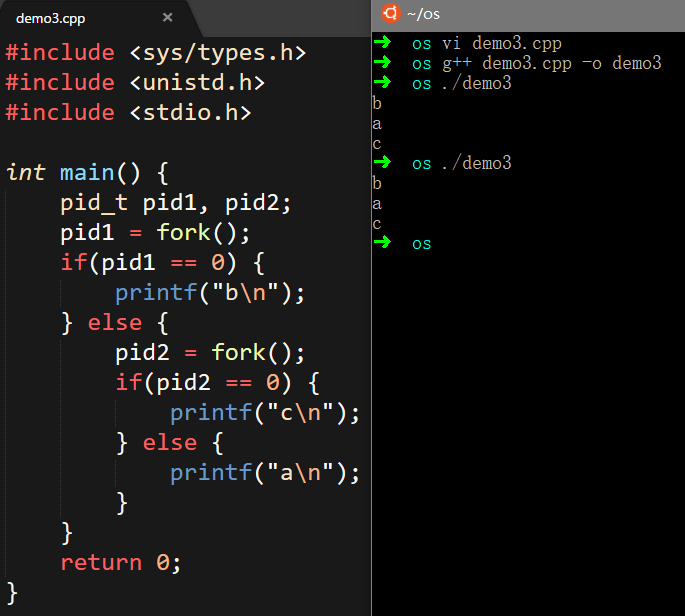 demo3.cpp ×
#include <sys/types.h>
#include <unistd.h>
#include <stdio.h>
int main() {
    pid_t pid1, pid2;
    pid1 = fork();
    if(pid1 == 0) {
        printf("b\n");
    } else {
        pid2 = fork();
        if(pid2 == 0) {
            printf("c\n");
        } else {
            printf("a\n");
        }
    }
    return 0;
}
~/os
➜ os vi demo3.cpp
➜ os g++ demo3.cpp -o demo3
➜ os ./demo3
b
a
c
➜ os ./demo3
b
a
c
➜ os